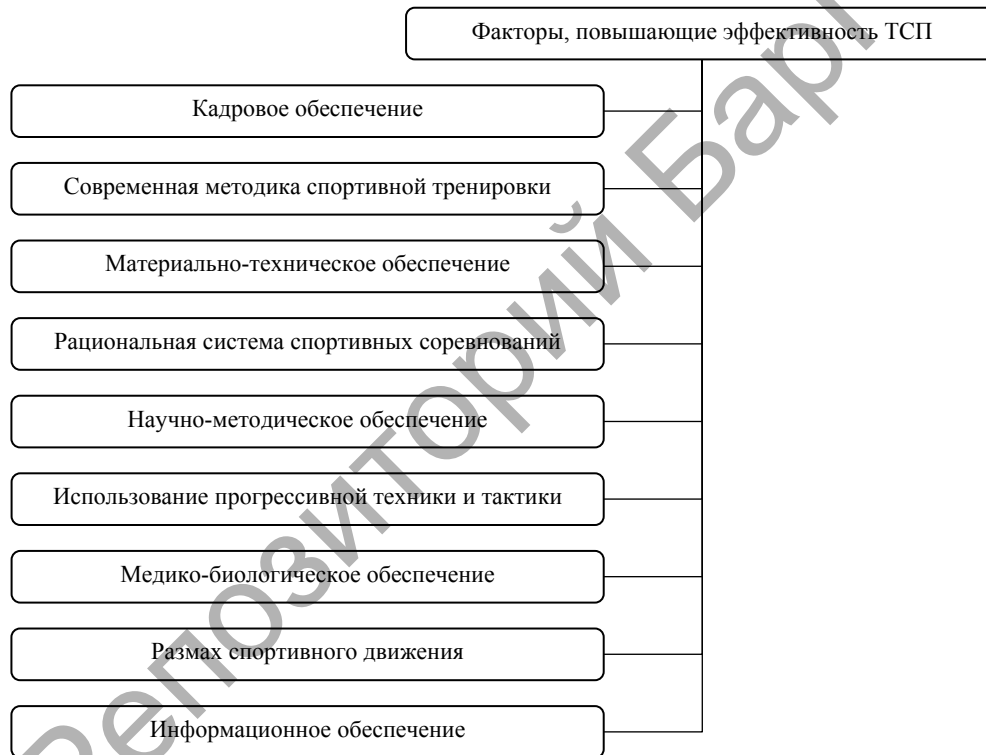 Факторы, повышающие эффективность ТСП
Кадровое обеспечение
Современная методика спортивной тренировки
Материально-техническое обеспечение
Рациональная система спортивных соревнований
Научно-методическое обеспечение
Использование прогрессивной техники и тактики
Медико-биологическое обеспечение
Размах спортивного движения
Информационное обеспечение
Репозиторий